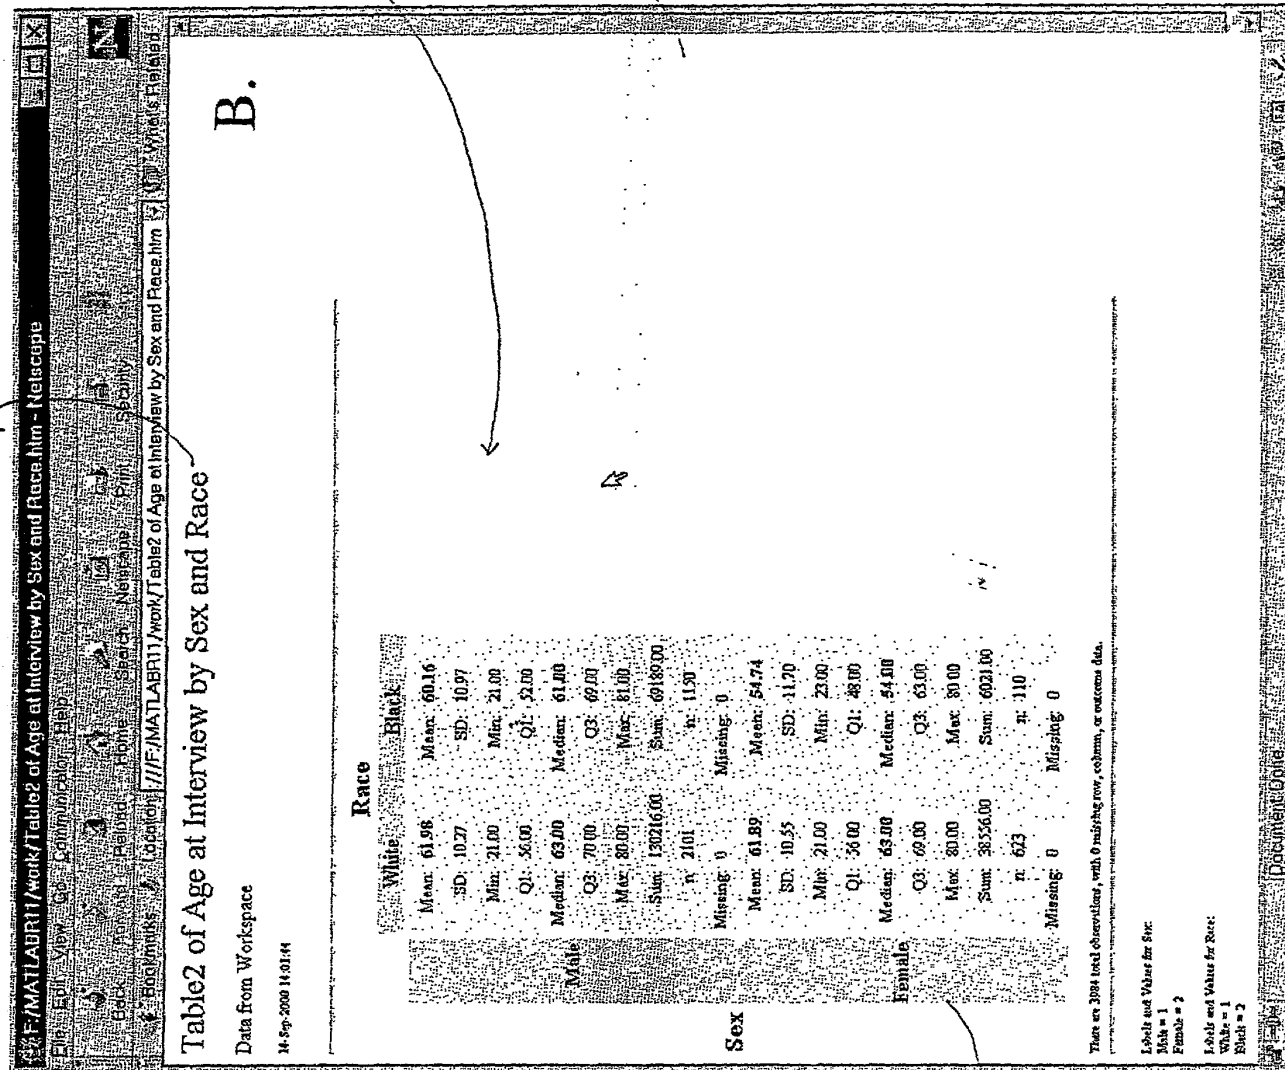 F:/MATLABR11/work/Table2 of Age at Interview by Sex and Race.htm - Netscape
File Edit View Go Communicator Help
Back Forward Reload Home Search Netscape Print Security
Bookmarks Location: ///F:/MATLABR11/work/Table2 of Age at Interview by Sex and Race.htm What's Related
B.
Table2 of Age at Interview by Sex and Race
Data from Workspace
14-Sep-2000 14:01:44
Race
White Black
Mean: 61.98 Mean: 60.16
SD: 10.27 SD: 10.97
Min: 21.00 Min: 21.00
Q1: 56.00 Q1: 52.00
Male Median: 63.00 Median: 61.00
Q3: 70.00 Q3: 69.00
Max: 80.00 Max: 81.00
Sum: 130216.00 Sum: 69189.00
n: 2101 n: 1150
Missing: 0 Missing: 0
Sex
Mean: 61.89 Mean: 54.74
SD: 10.55 SD: 11.70
Min: 21.00 Min: 23.00
Q1: 56.00 Q1: 48.00
Female Median: 63.00 Median: 54.00
Q3: 69.00 Q3: 63.00
Max: 80.00 Max: 80.00
Sum: 38556.00 Sum: 6021.00
n: 623 n: 110
Missing: 0 Missing: 0
There are 3984 total observations, with 0 missing row, column, or outcome data.
Labels and Values for Sex:
Male = 1
Female = 2
Labels and Values for Race:
White = 1
Black = 2
Document: Done